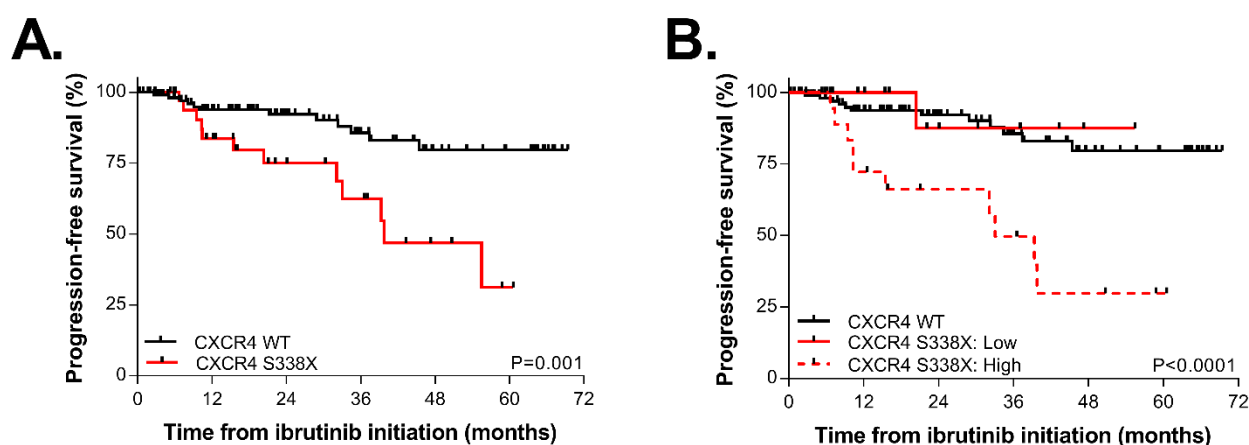 A.
Progression-free survival (%)
100
75
50
25
0
CXCR4 WT
CXCR4 S338X
P=0.001
0 12 24 36 48 60 72
Time from ibrutinib initiation (months)
B.
Progression-free survival (%)
100
75
50
25
0
CXCR4 WT
CXCR4 S338X: Low
CXCR4 S338X: High
P<0.0001
0 12 24 36 48 60 72
Time from ibrutinib initiation (months)